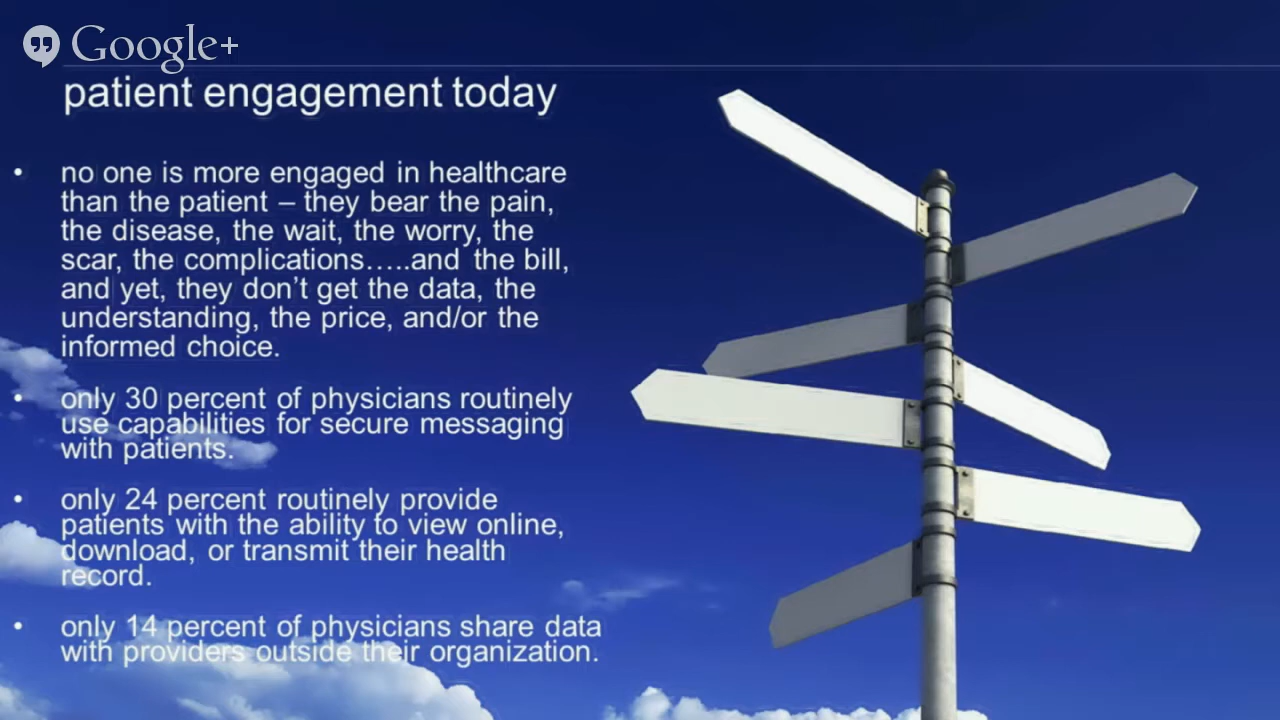 Google+
patient engagement today
• no one is more engaged in healthcare
than the patient – they bear the pain,
the disease, the wait, the worry, the
scar, the complications…..and the bill,
and yet, they don’t get the data, the
understanding, the price, and/or the
informed choice.
• only 30 percent of physicians routinely
use capabilities for secure messaging
with patients.
• only 24 percent routinely provide
patients with the ability to view online,
download, or transmit their health
record.
• only 14 percent of physicians share data
with providers outside their organization.